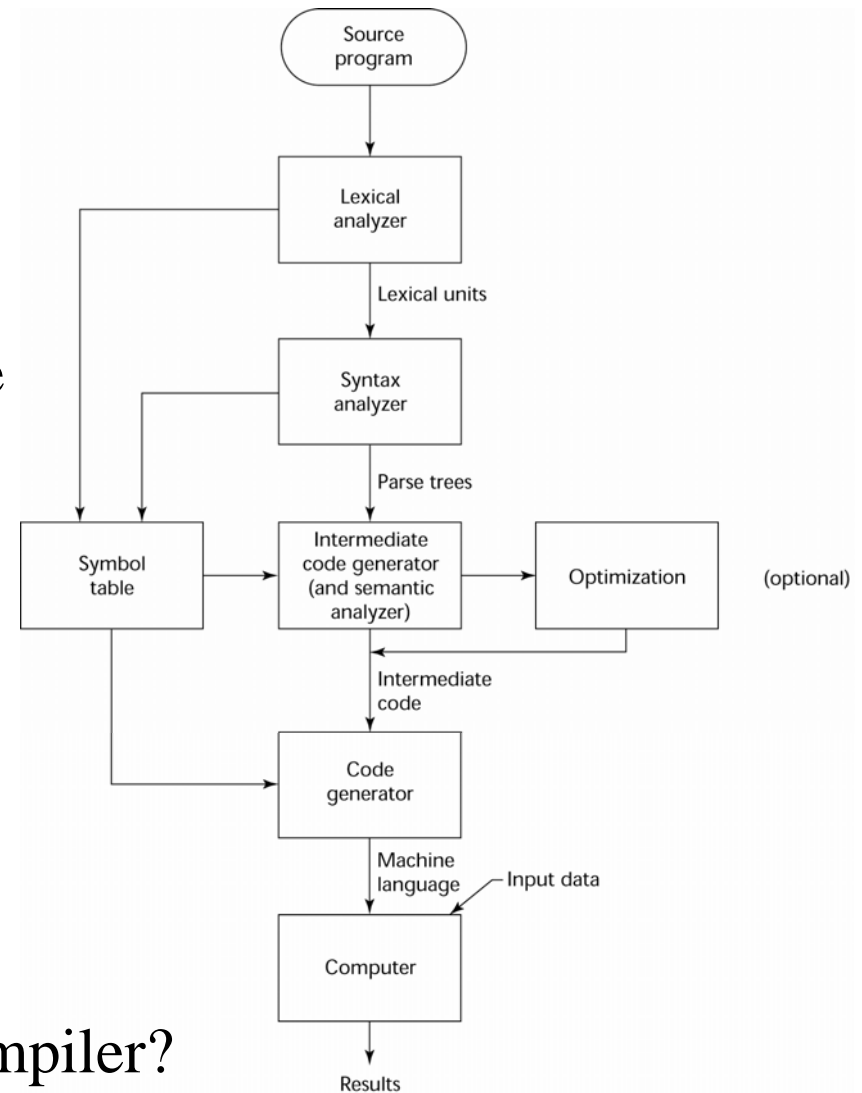 Source
program
Lexical
analyzer
Lexical units
e
Syntax
analyzer
Parse trees
Symbol
table
Intermediate
code generator
(and semantic
analyzer)
Optimization
(optional)
Intermediate
code
Code
generator
Machine
language
Input data
Computer
mpiler?
Results